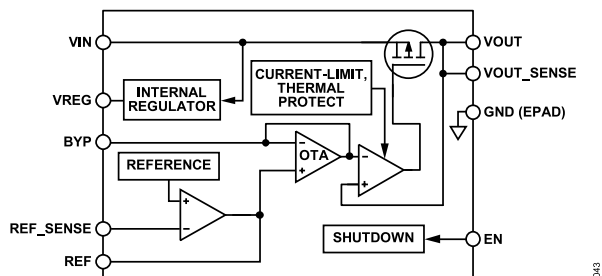 VIN
VOUT
VOUT_SENSE
CURRENT-LIMIT,
THERMAL
PROTECT
INTERNAL
REGULATOR
VREG
GND (EPAD)
BYP
–
OTA
+
–
+
REFERENCE
+
–
REF_SENSE
SHUTDOWN
EN
REF
043